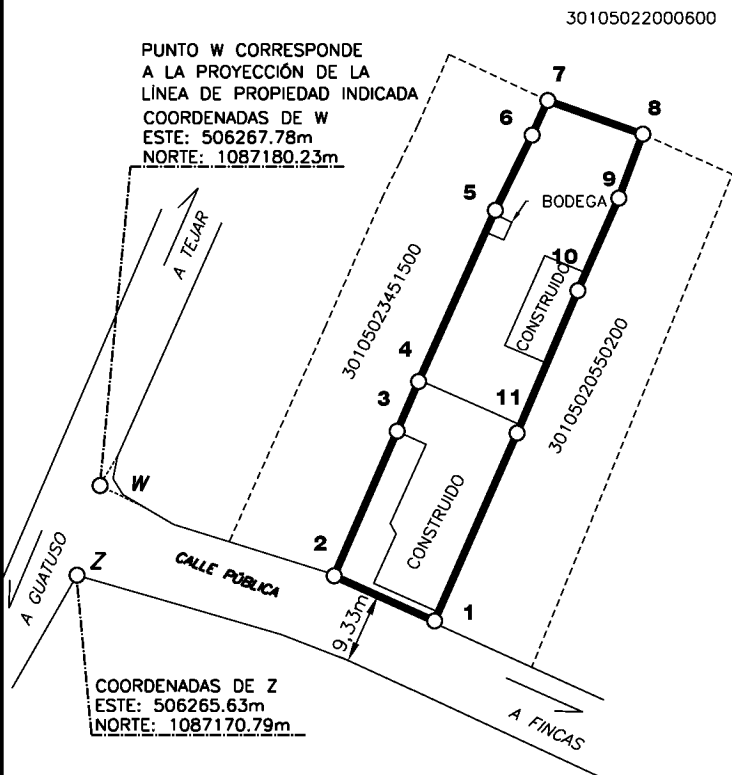 30105022000600
PUNTO W CORRESPONDE
A LA PROYECCIÓN DE LA
LÍNEA DE PROPIEDAD INDICADA
COORDENADAS DE W
ESTE: 506267.78m
NORTE: 1087180.23m
7
8
6
9
5
BODEGA
A TEJAR
10
CONSTRUIDO
30105023451500
30105020550200
4
3
11
W
CONSTRUIDO
2
Z
A GUATUSO
CALLE PÚBLICA
1
9,33m
COORDENADAS DE Z
ESTE: 506265.63m
NORTE: 1087170.79m
A FINCAS